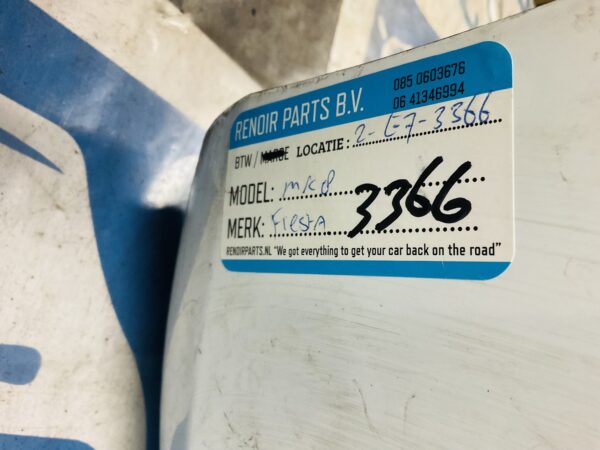 RENOIR PARTS B.V.
085 0603676
06 41346994
BTW / MARGE LOCATIE: 2-E7-3366
MODEL: MK8
MERK: Fiesta 3366
RENOIRPARTS.NL "We got everything to get your car back on the road"